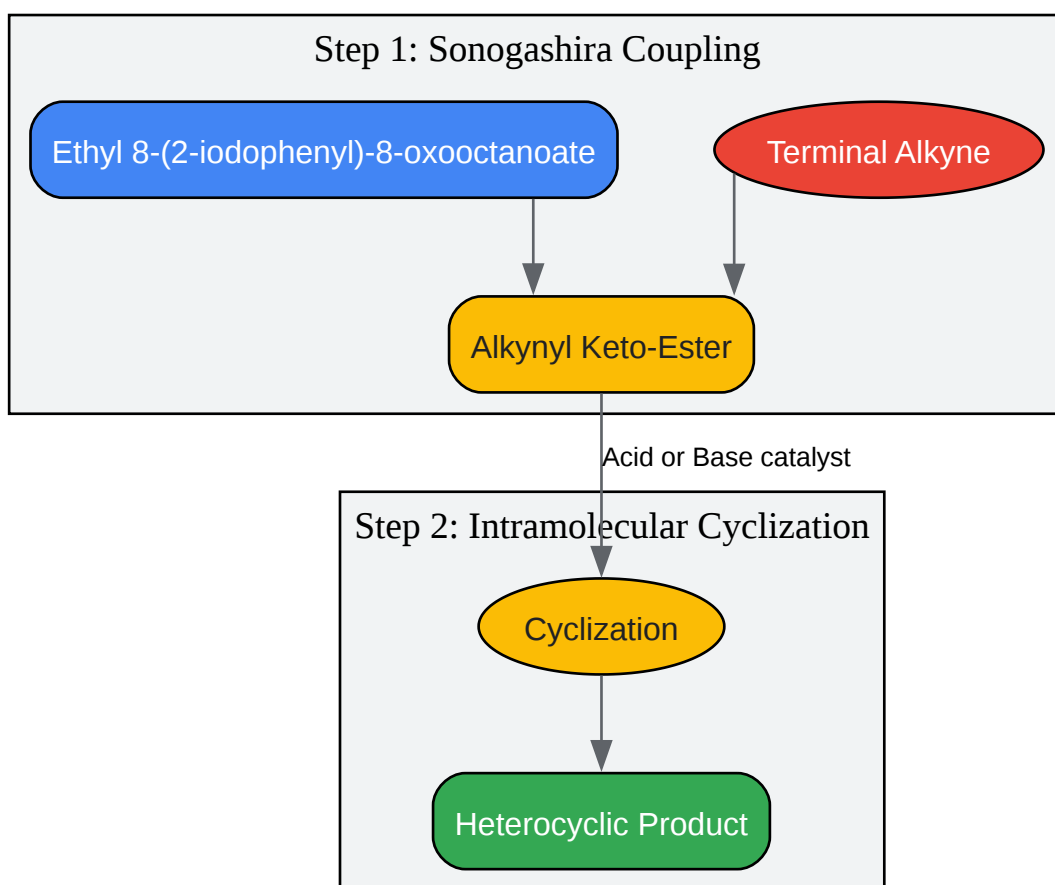 Step 1: Sonogashira Coupling
Ethyl 8-(2-iodophenyl)-8-oxooctanoate
Terminal Alkyne
Alkynyl Keto-Ester
Acid or Base catalyst
Step 2: Intramolecular Cyclization
Cyclization
Heterocyclic Product